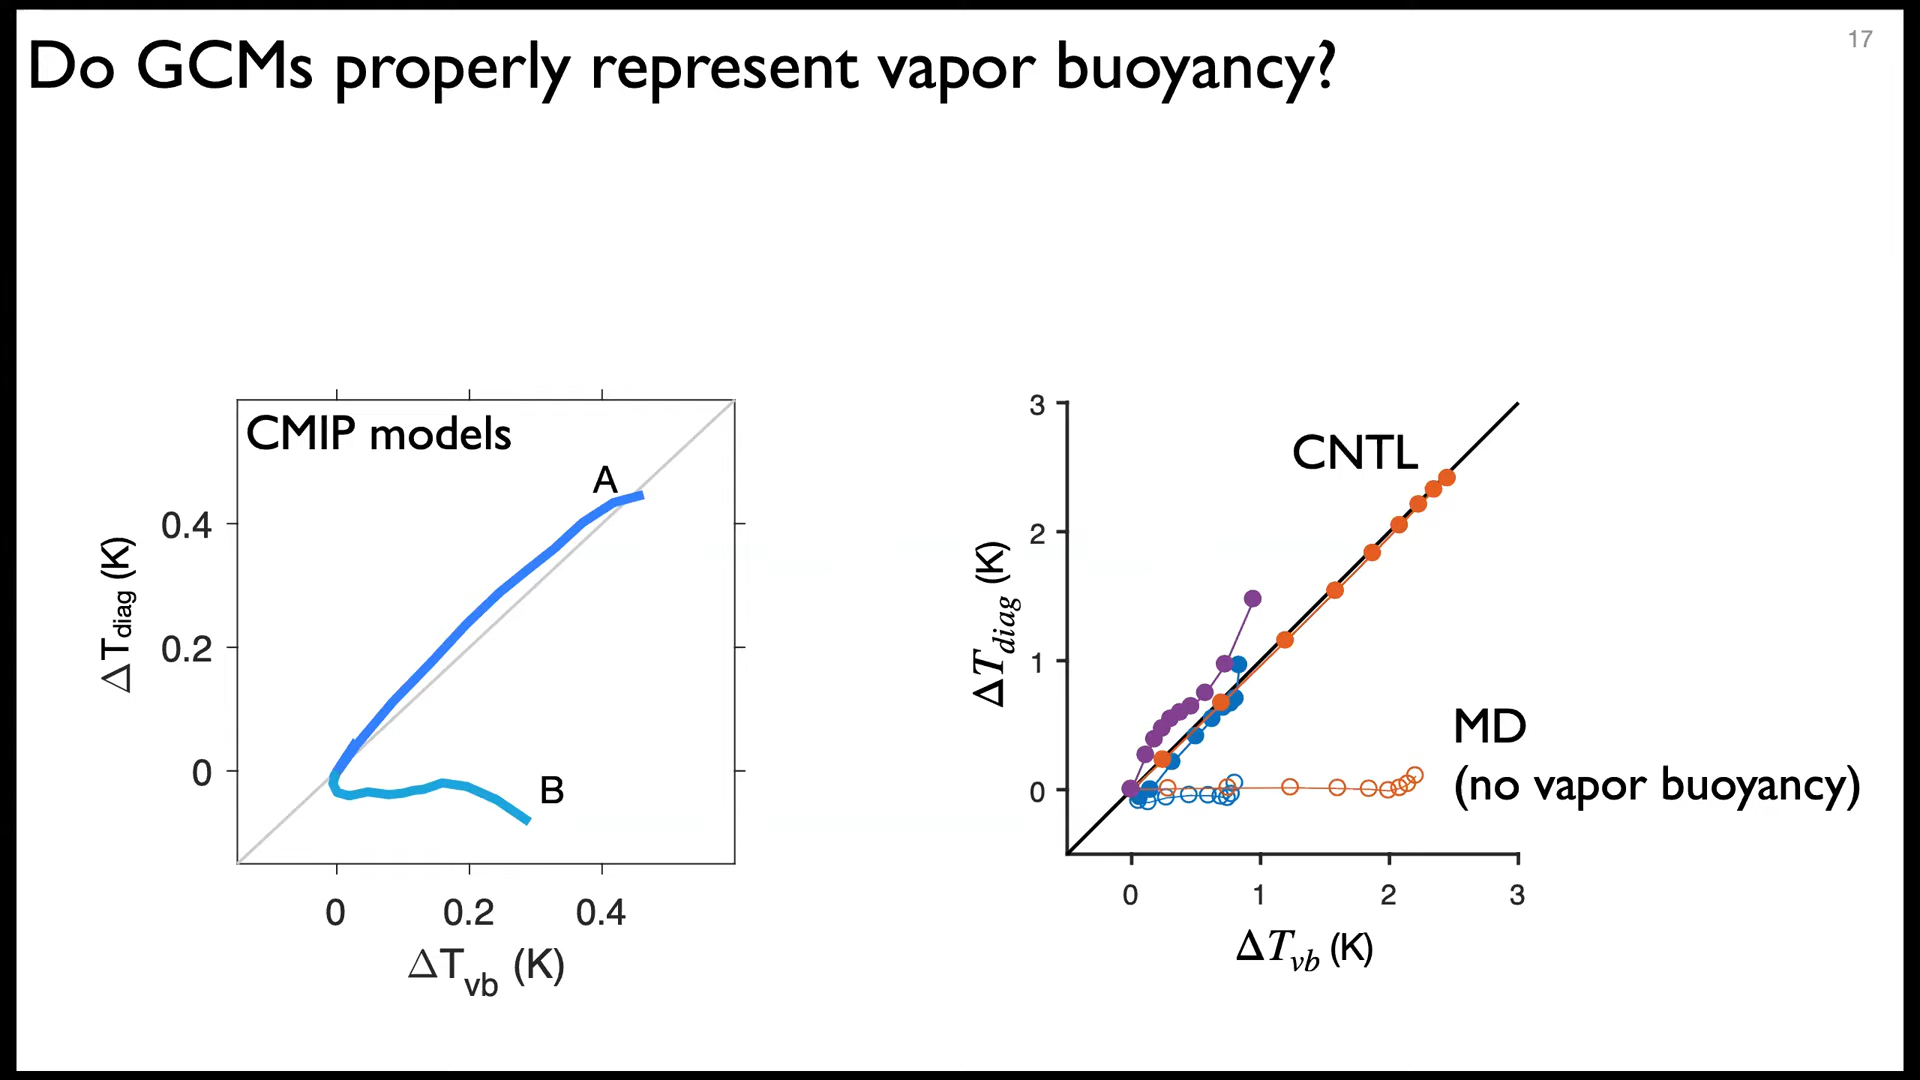 17
Do GCMs properly represent vapor buoyancy?
CMIP models
A
B
0.4
0.2
0
ΔTdiag (K)
0 0.2 0.4
ΔTvb (K)
CNTL
MD
(no vapor buoyancy)
3
2
1
0
ΔTdiag (K)
0 1 2 3
ΔTvb (K)